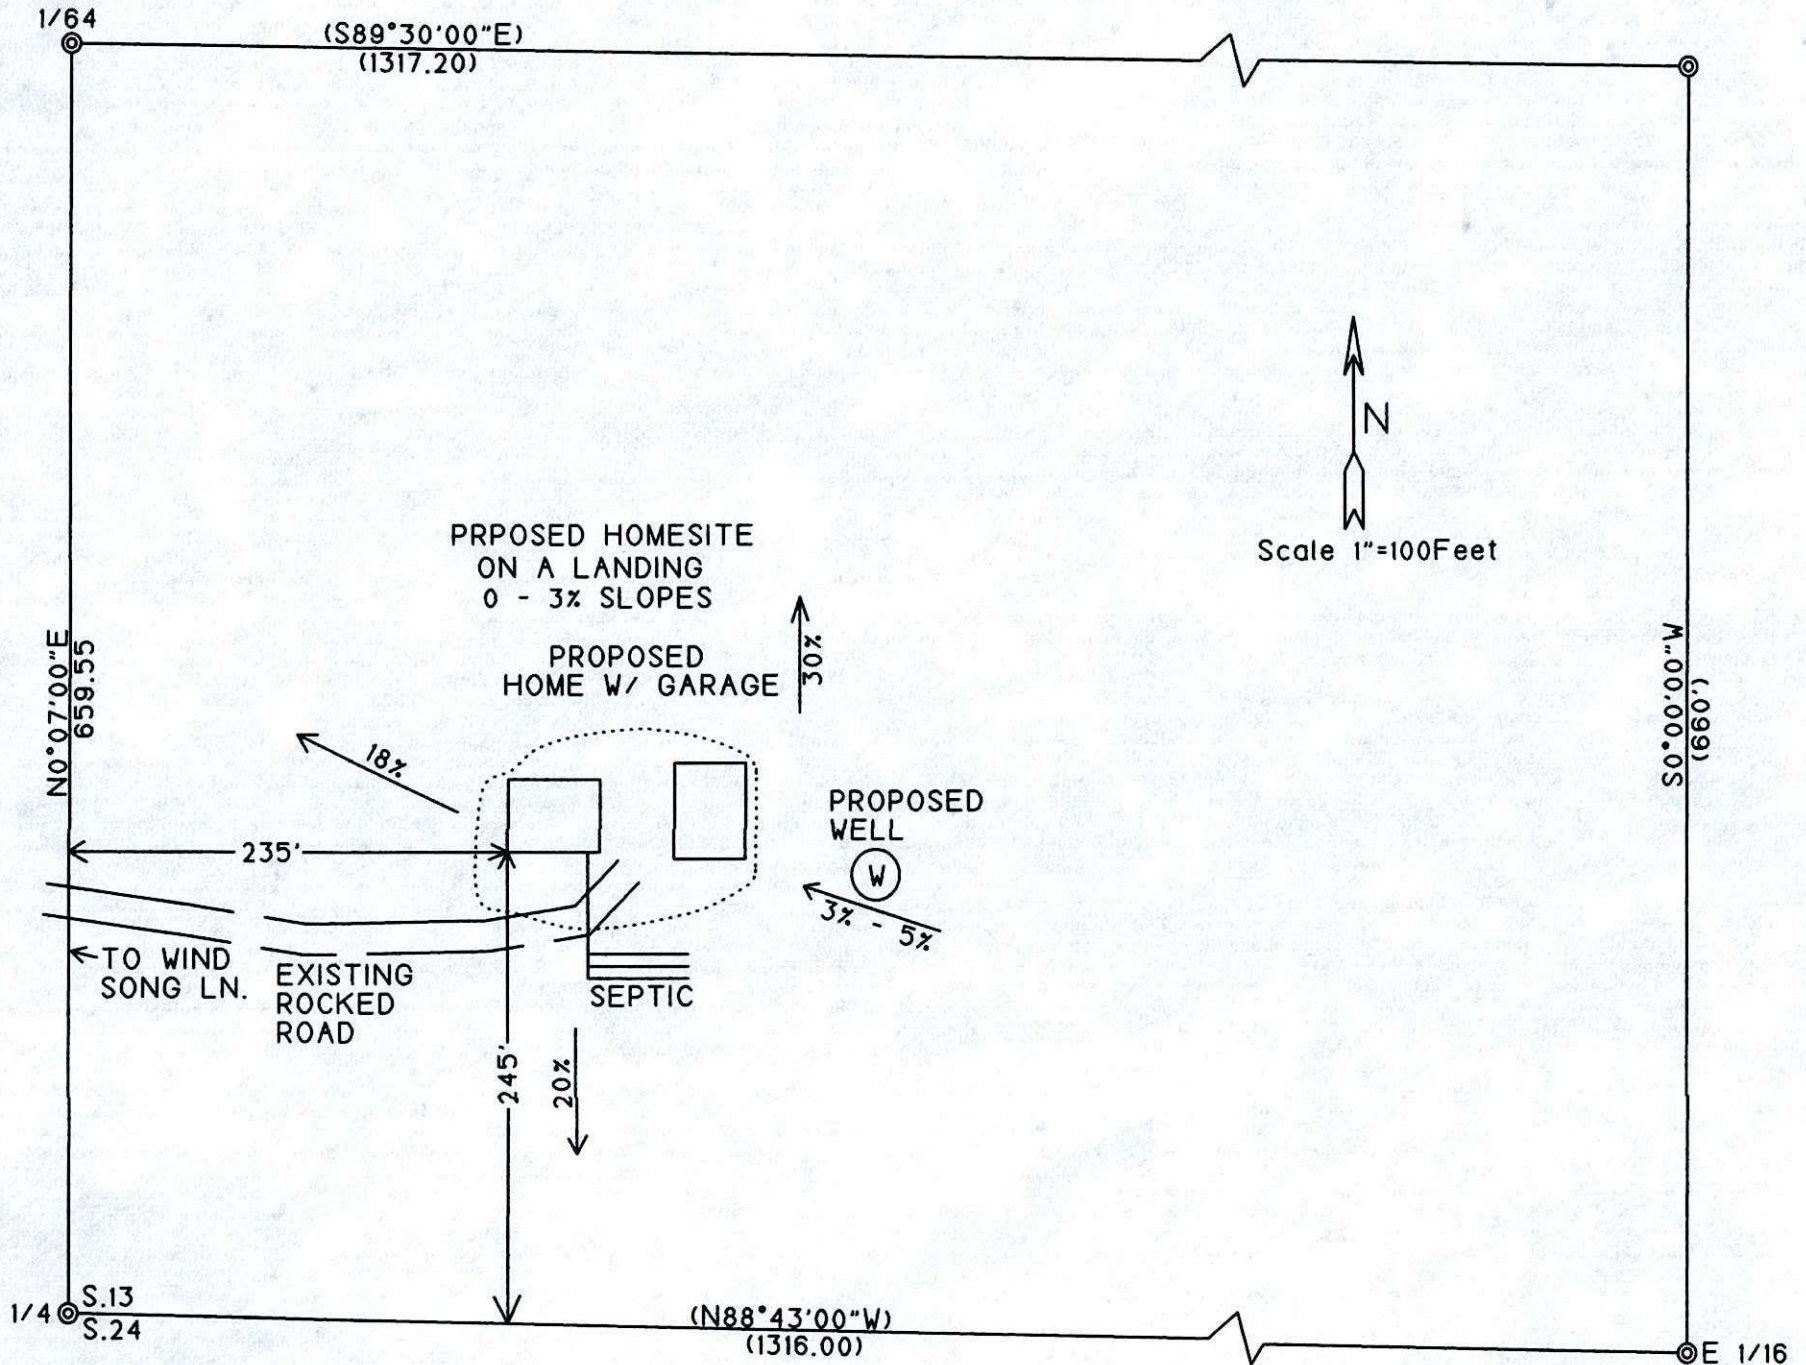 1/64
(S89°30'00"E)
(1317.20)
N
Scale 1"=100Feet
PRPOSED HOMESITE
ON A LANDING
0 - 3% SLOPES
PROPOSED
HOME W/ GARAGE
30%
N0°07'00"E
659.55
S0°00'00"W
(660.')
18%
PROPOSED
WELL
W
235'
3% - 5%
TO WIND
SONG LN.
EXISTING
ROCKED
ROAD
SEPTIC
245'
20%
1/4
S.13
S.24
(N88°43'00"W)
(1316.00)
E 1/16